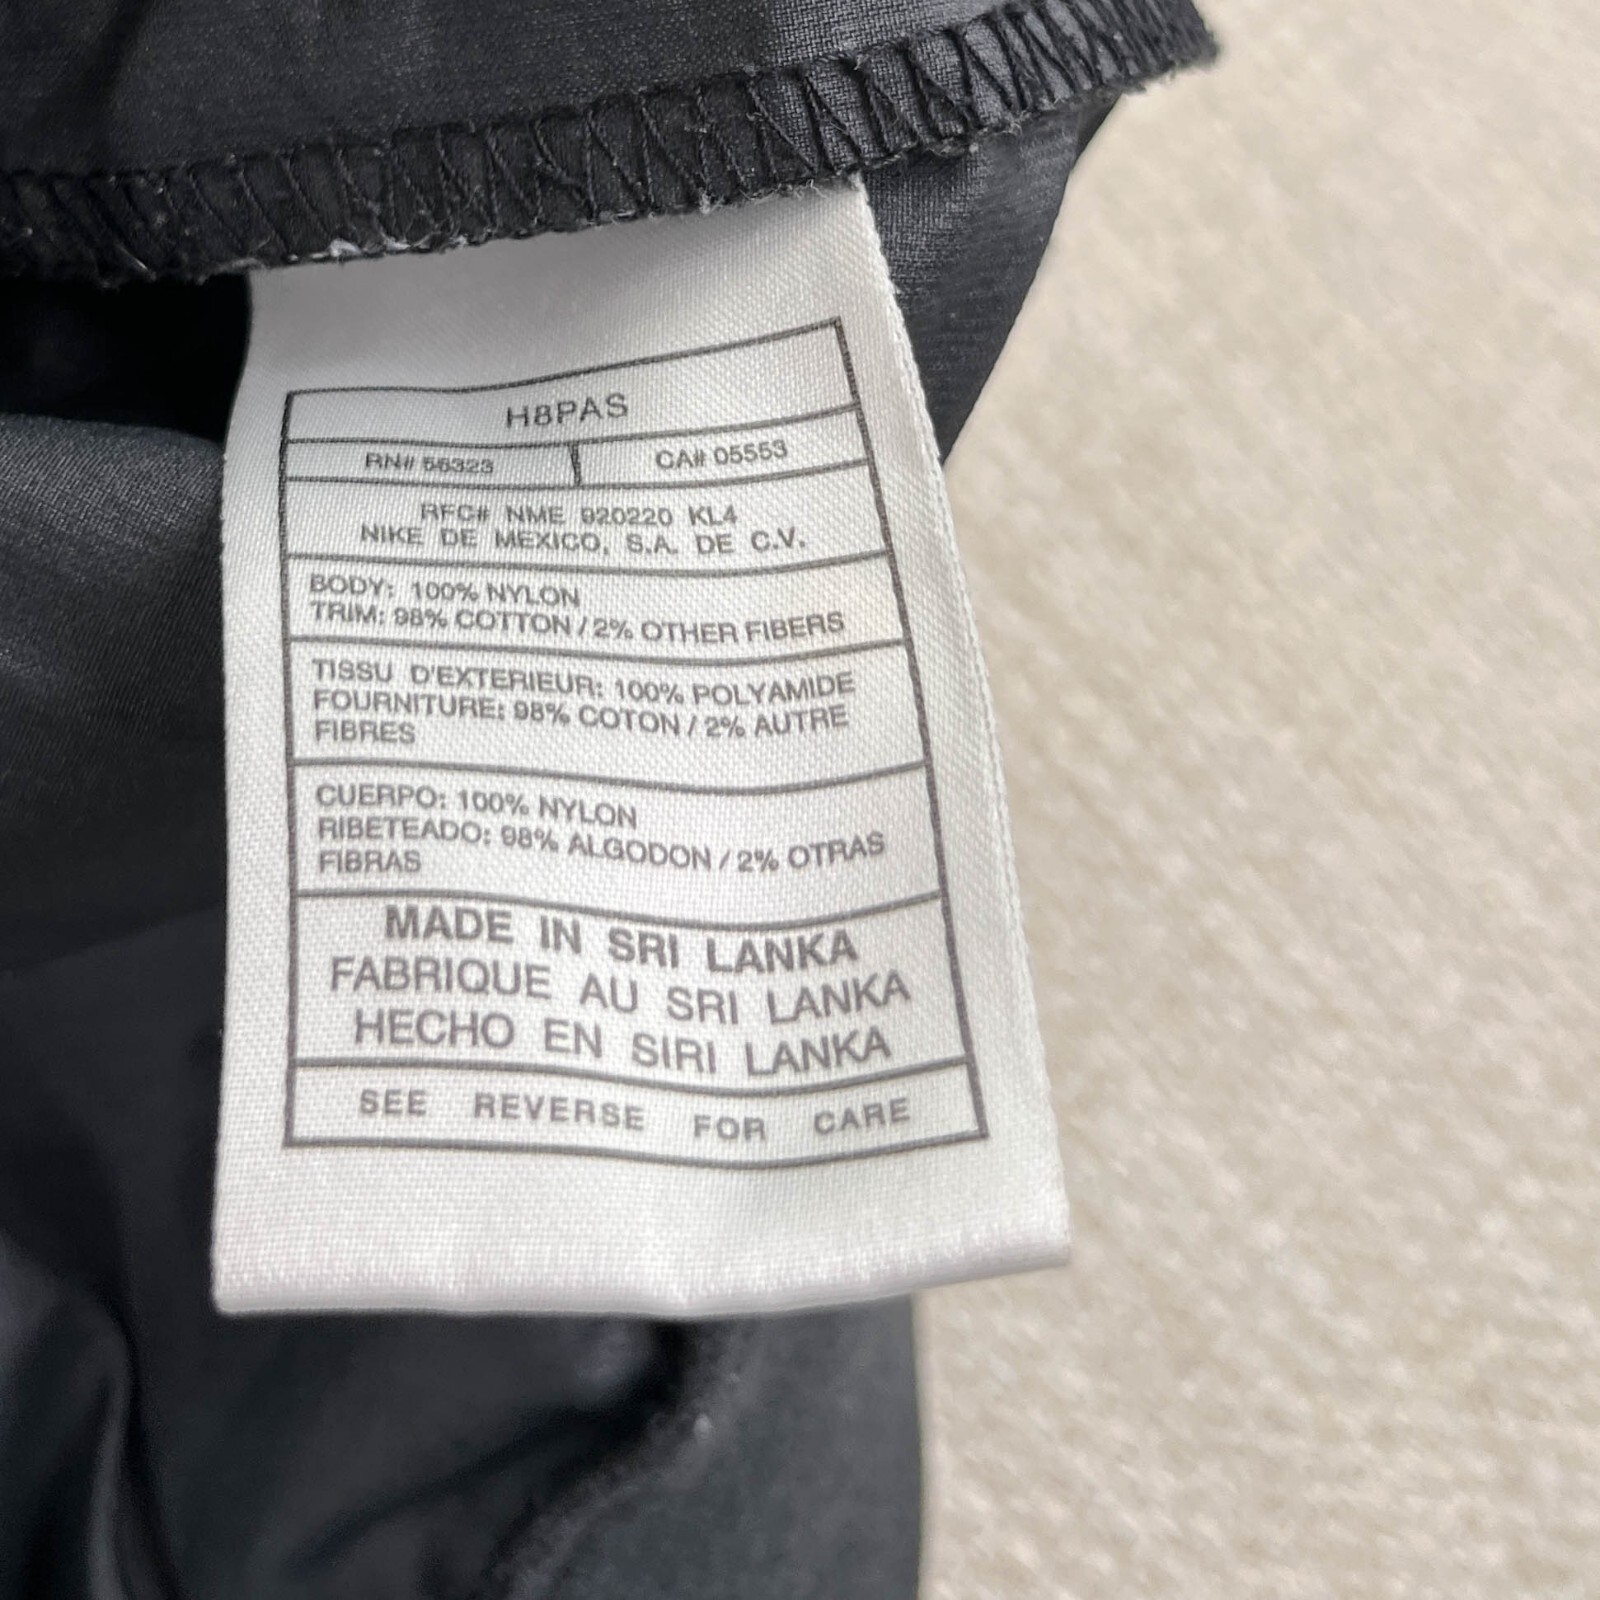 H8PAS
RN# 56323 CA# 05553
RFC# NME 920220 KL4
NIKE DE MEXICO, S.A. DE C.V.
BODY: 100% NYLON
TRIM: 98% COTTON / 2% OTHER FIBERS
TISSU D'EXTERIEUR: 100% POLYAMIDE
FOURNITURE: 98% COTON / 2% AUTRE
FIBRES
CUERPO: 100% NYLON
RIBETEADO: 98% ALGODON / 2% OTRAS
FIBRAS
MADE IN SRI LANKA
FABRIQUE AU SRI LANKA
HECHO EN SIRI LANKA
SEE REVERSE FOR CARE